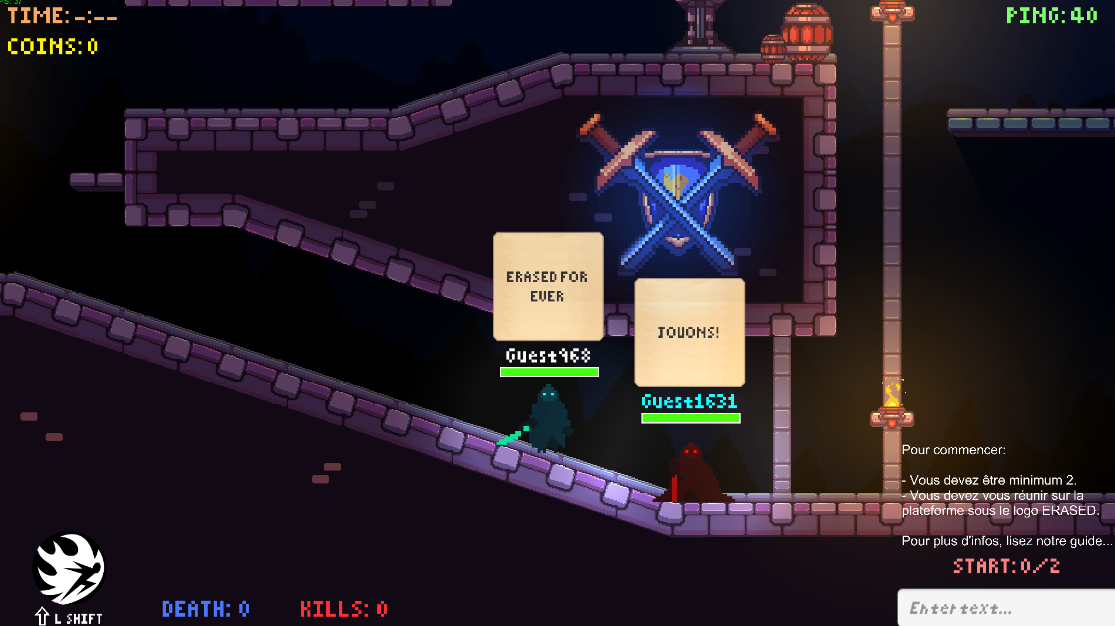 FPS: 37
TIME:-:--
COINS:0
PING:40
ERASED FOR
EVER
JOUONS!
Guest968
Guest1631
Pour commencer:
- Vous devez être minimum 2.
- Vous devez vous réunir sur la
plateforme sous le logo ERASED.
Pour plus d'infos, lisez notre guide...
START:0/2
L SHIFT
DEATH: 0
KILLS: 0
Enter text...